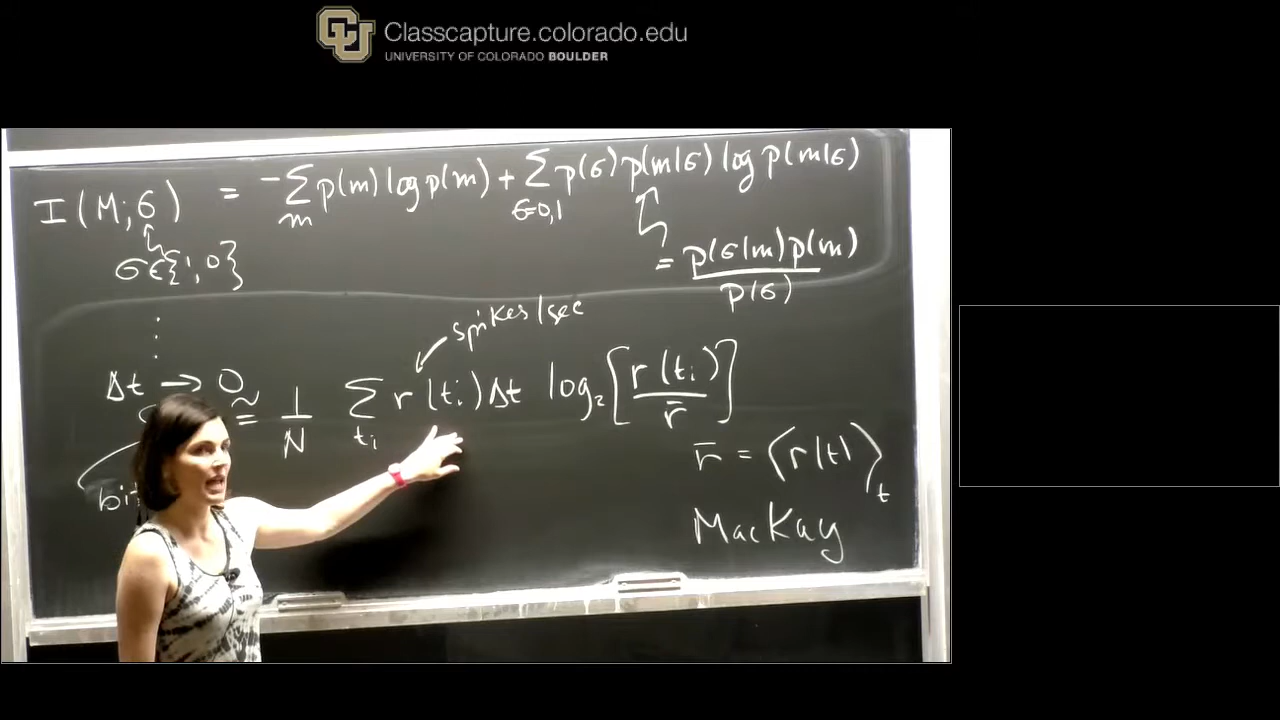 Classcapture.colorado.edu
UNIVERSITY OF COLORADO BOULDER
I(M;σ) = -∑ₘ p(m) log p(m) + ∑_{σ=0,1} p(σ) p(m|σ) log p(m|σ)
σ∈{1,0}
= p(σ|m)p(m) / p(σ)
⋮
spikes/sec
Δt → 0
≅ 1/N ∑_{tᵢ} r(tᵢ)Δt log₂[r(tᵢ)/r̄]
r̄ = ⟨r(t)⟩ₜ
MacKay